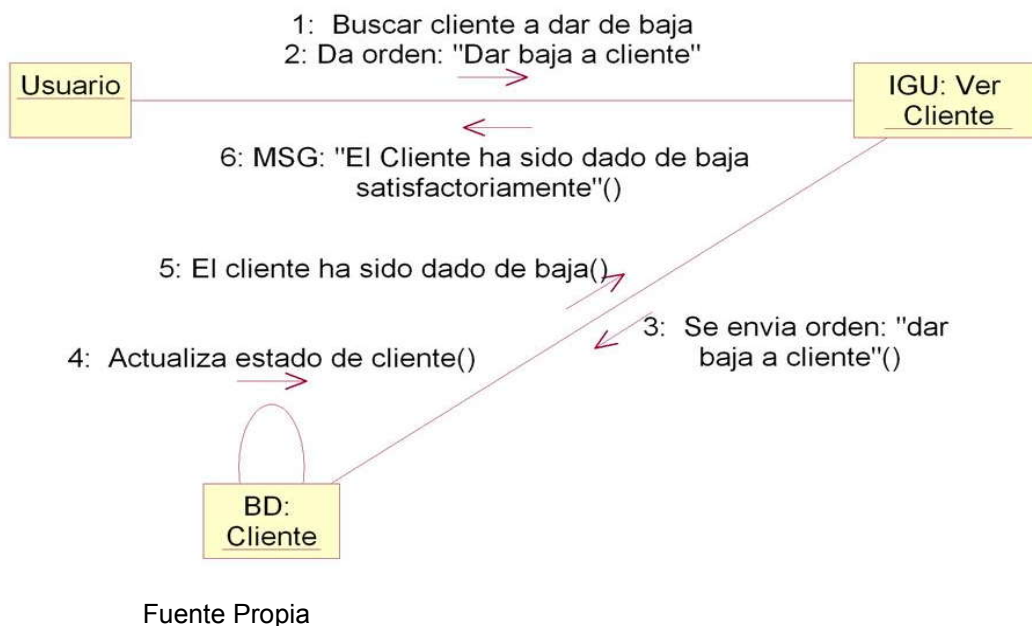 1:  Buscar cliente a dar de baja
2: Da orden: "Dar baja a cliente"
Usuario
IGU: Ver
Cliente
6: MSG: "El Cliente ha sido dado de baja
satisfactoriamente"()
5: El cliente ha sido dado de baja()
3:  Se envia orden: "dar
baja a cliente"()
4:  Actualiza estado de cliente()
BD:
Cliente
Fuente Propia